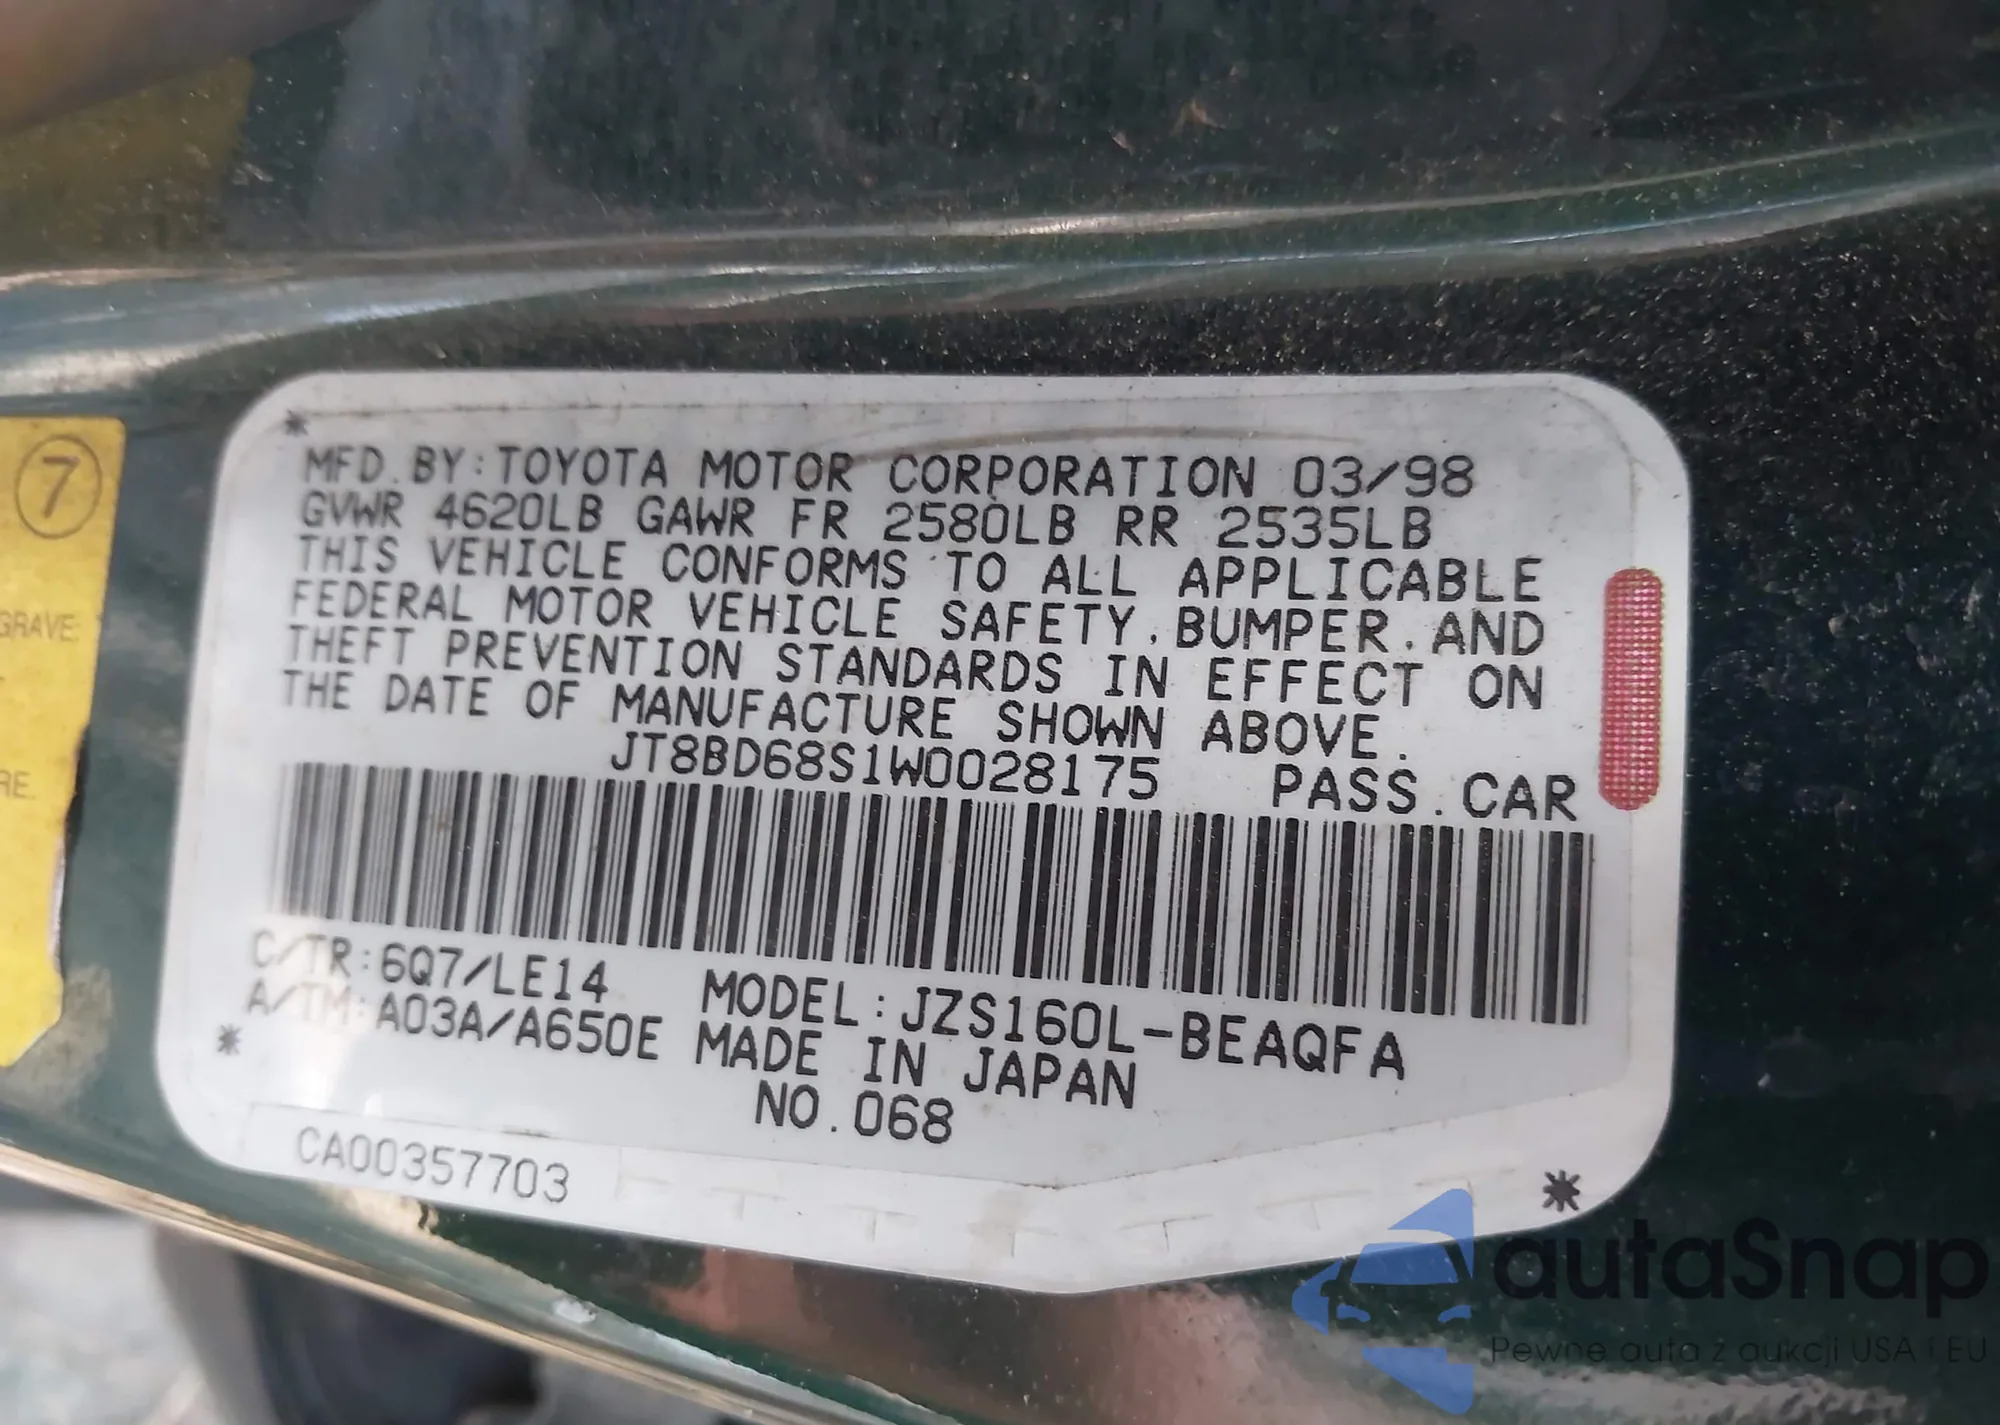 7
GRAVE
RE.
MFD. BY: TOYOTA MOTOR CORPORATION 03/98
GVWR 4620LB GAWR FR 2580LB RR 2535LB
THIS VEHICLE CONFORMS TO ALL APPLICABLE
FEDERAL MOTOR VEHICLE SAFETY, BUMPER, AND
THEFT PREVENTION STANDARDS IN EFFECT ON
THE DATE OF MANUFACTURE SHOWN ABOVE.
JT8BD68S1W0028175 PASS. CAR
C/TR: 6Q7/LE14 MODEL: JZS160L-BEAQFA
A/TM: A03A/A650E MADE IN JAPAN
NO. 068
CA00357703
autaSnap
Pewne auta z aukcji USA i EU